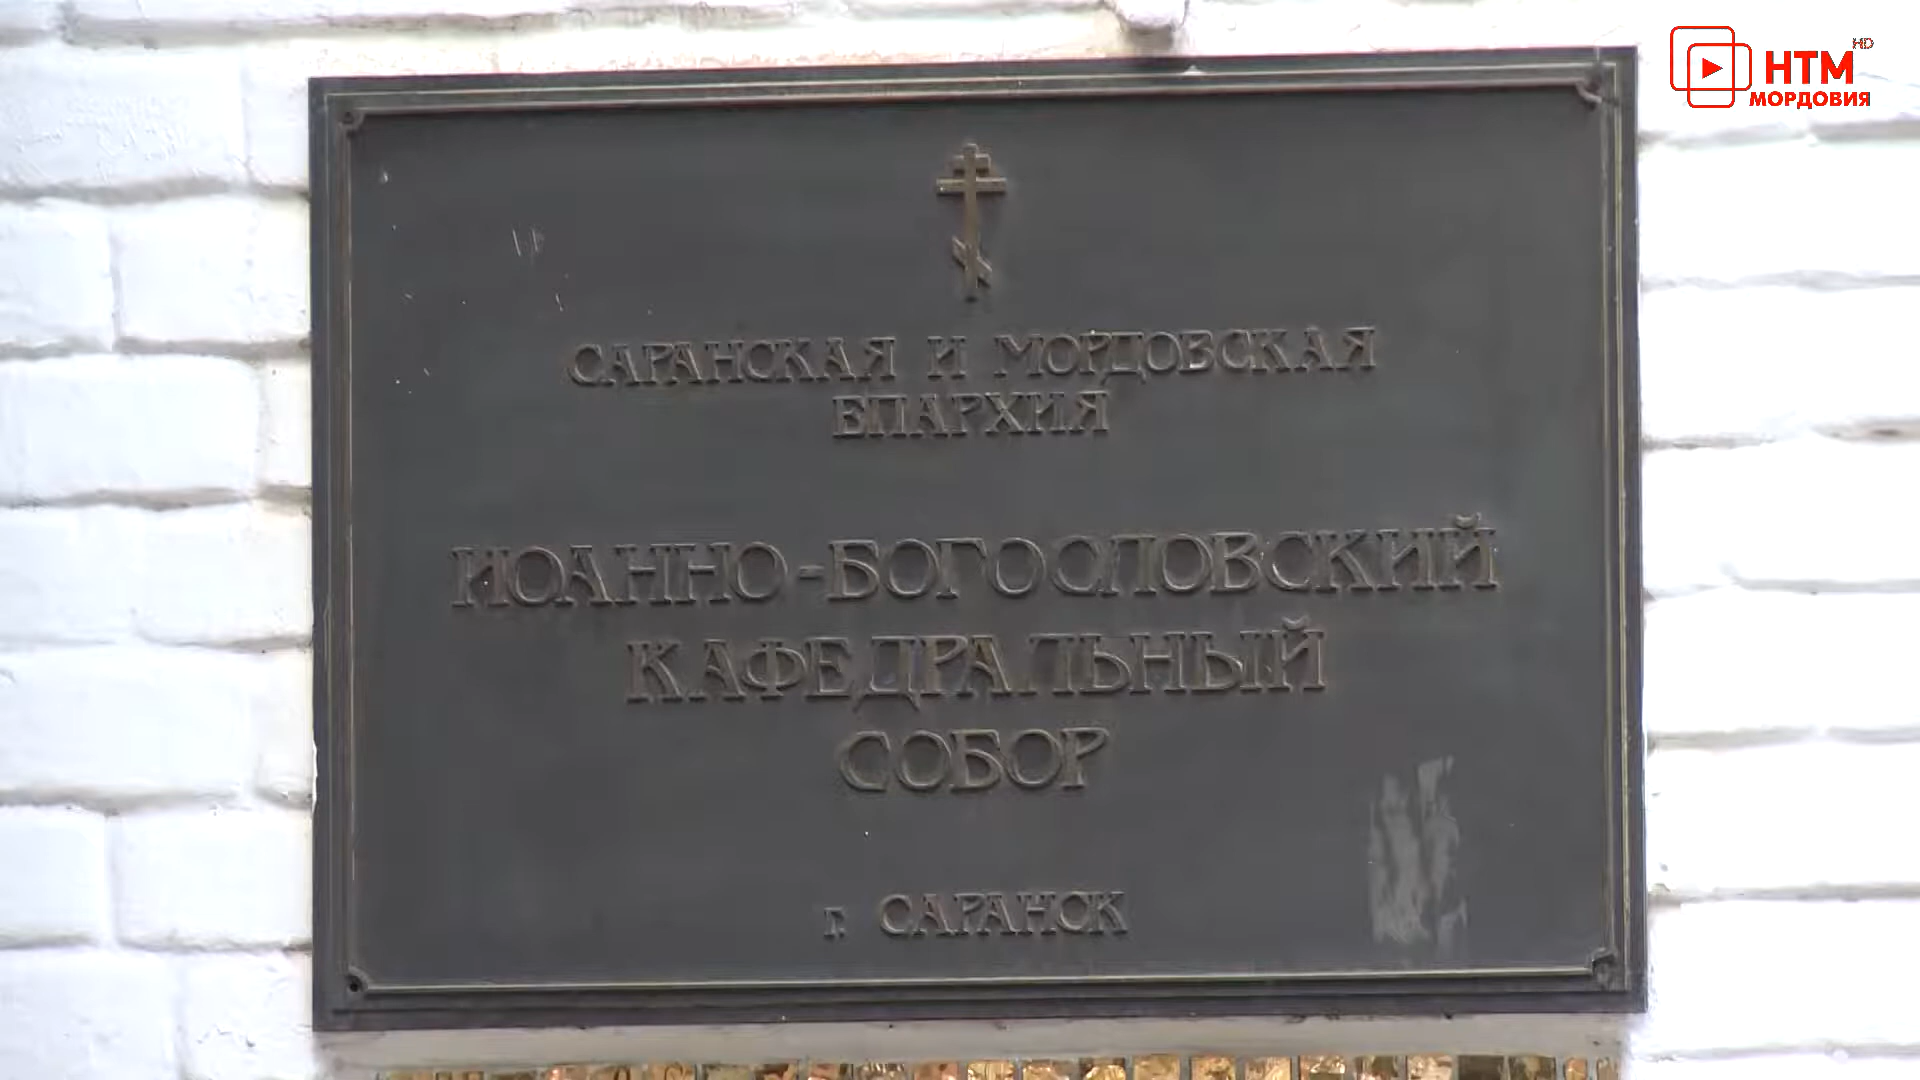 НТМ HD
МОРДОВИЯ
САРАНСКАЯ И МОРДОВСКАЯ
ЕПАРХИЯ
ИОАННО-БОГОСЛОВСКИЙ
КАФЕДРАЛЬНЫЙ
СОБОР
г. САРАНСК